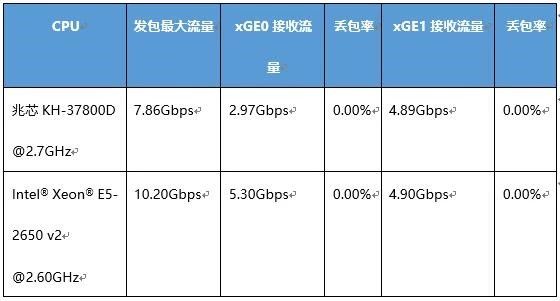 CPU
发包最大流量
xGE0 接收流
量
丢包率
xGE1 接收流量
丢包率
兆芯 KH-37800D
@2.7GHz
7.86Gbps
2.97Gbps
0.00%
4.89Gbps
0.00%
Intel® Xeon® E5-
2650 v2
@2.60GHz
10.20Gbps
5.30Gbps
0.00%
4.90Gbps
0.00%